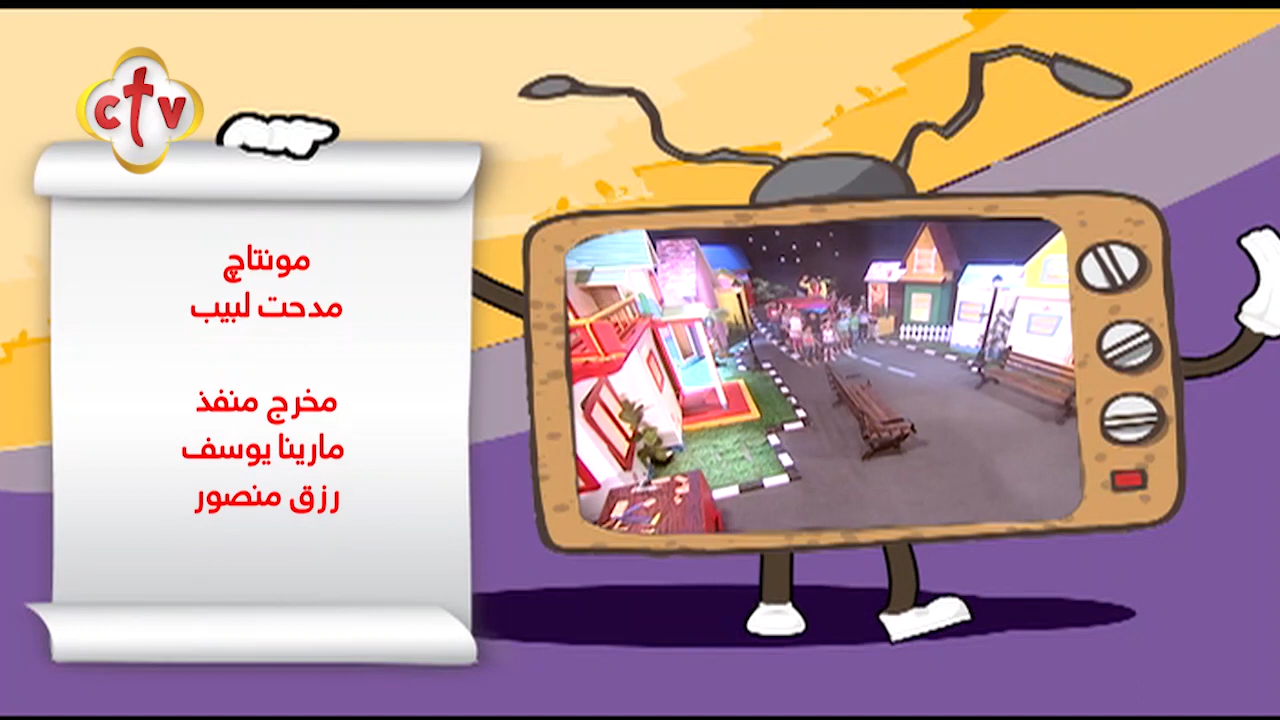 ctv
مونتاچ
مدحت لبيب
مخرج منفذ
مارينا يوسف
رزق منصور